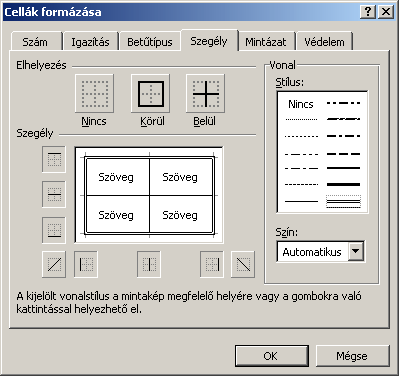 Cellák formázása
Szám Igazítás Betűtípus Szegély Mintázat Védelem
Elhelyezés
Nincs Körül Belül
Szegély
Szöveg Szöveg
Szöveg Szöveg
Vonal
Stílus:
Nincs
Szín:
Automatikus
A kijelölt vonalstílus a mintakép megfelelő helyére vagy a gombokra való
kattintással helyezhető el.
OK Mégse